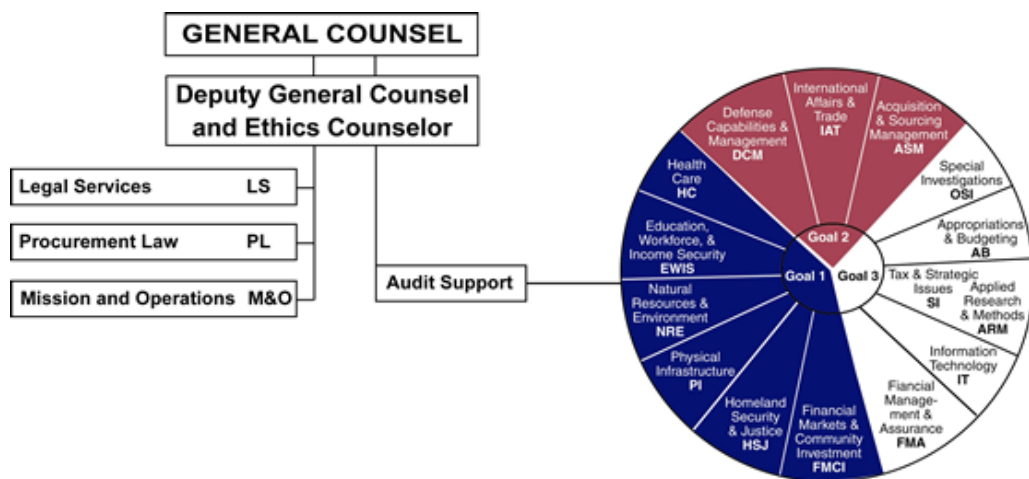 GENERAL COUNSEL
Deputy General Counsel
and Ethics Counselor
Legal Services LS
Procurement Law PL
Mission and Operations M&O
Audit Support
Goal 1
Health
Care
HC
Education,
Workforce, &
Income Security
EWIS
Natural
Resources &
Environment
NRE
Physical
Infrastructure
PI
Homeland
Security
& Justice
HSJ
Financial
Markets &
Community
Investment
FMCI
Goal 2
Defense
Capabilities &
Management
DCM
International
Affairs &
Trade
IAT
Acquisition
& Sourcing
Management
ASM
Goal 3
Special
Investigations
OSI
Appropriations
& Budgeting
AB
Tax & Strategic
Issues
SI
Applied
Research
& Methods
ARM
Information
Technology
IT
Fiancial
Manage-
ment &
Assurance
FMA